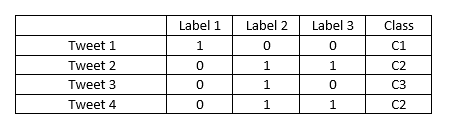 Label 1 Label 2 Label 3 Class
Tweet 1 1 0 0 C1
Tweet 2 0 1 1 C2
Tweet 3 0 1 0 C3
Tweet 4 0 1 1 C2